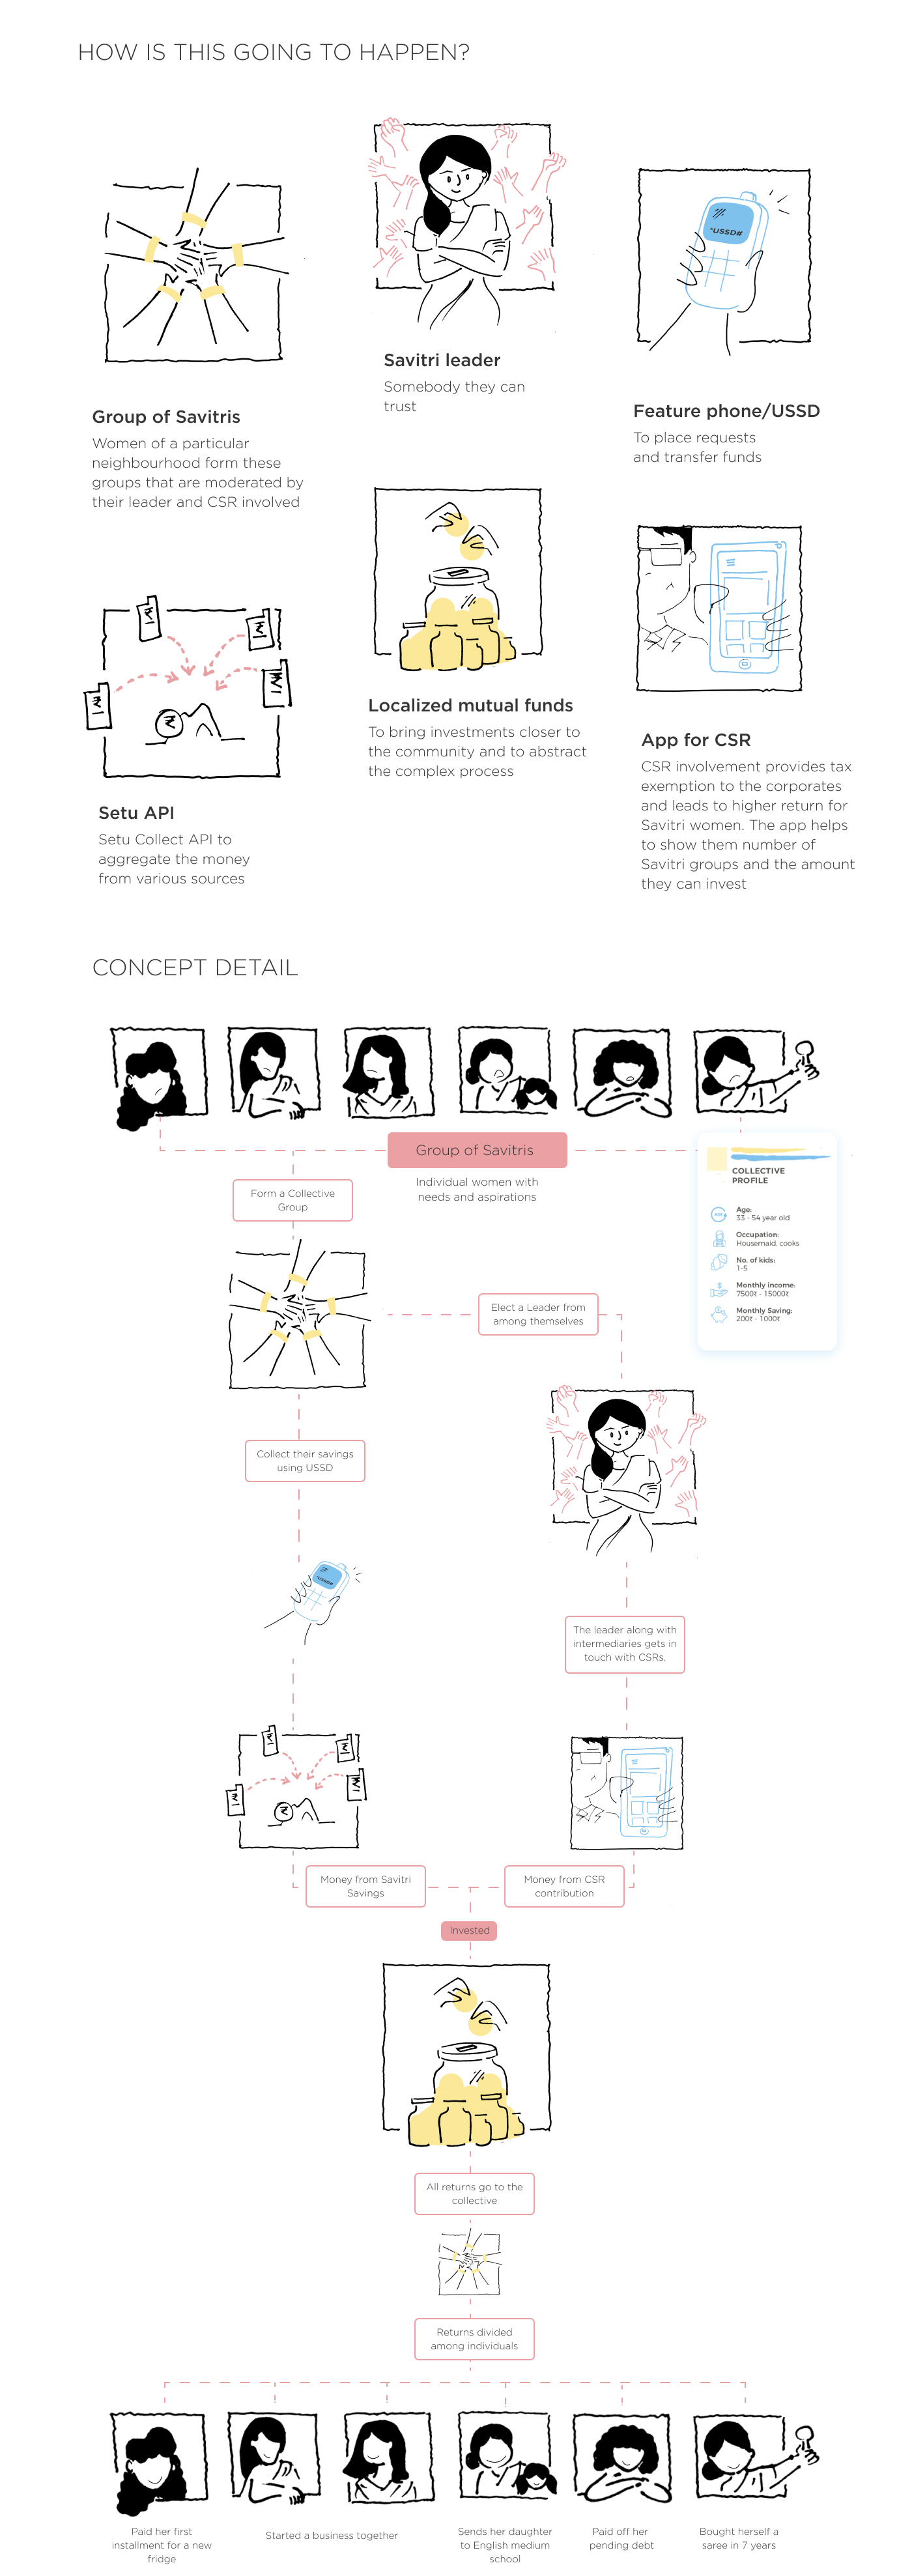 HOW IS THIS GOING TO HAPPEN?
*USSD#
Savitri leader
Somebody they can
trust
Group of Savitris
Women of a particular
neighbourhood form these
groups that are moderated by
their leader and CSR involved
Feature phone/USSD
To place requests
and transfer funds
₹
Localized mutual funds
To bring investments closer to
the community and to abstract
the complex process
App for CSR
CSR involvement provides tax
exemption to the corporates
and leads to higher return for
Savitri women. The app helps
to show them number of
Savitri groups and the amount
they can invest
Setu API
Setu Collect API to
aggregate the money
from various sources
CONCEPT DETAIL
Group of Savitris
Individual women with
needs and aspirations
COLLECTIVE
PROFILE
Age:
33 - 54 year old
Occupation:
Housemaid, cooks
No. of kids:
1-5
Monthly income:
7500₹ - 15000₹
Monthly Saving:
200₹ - 1000₹
Form a Collective
Group
Elect a Leader from
among themselves
Collect their savings
using USSD
*USSD#
The leader along with
intermediaries gets in
touch with CSRs.
₹
Money from Savitri
Savings
Money from CSR
contribution
Invested
All returns go to the
collective
Returns divided
among individuals
Paid her first
installment for a new
fridge
Started a business together
Sends her daughter
to English medium
school
Paid off her
pending debt
Bought herself a
saree in 7 years